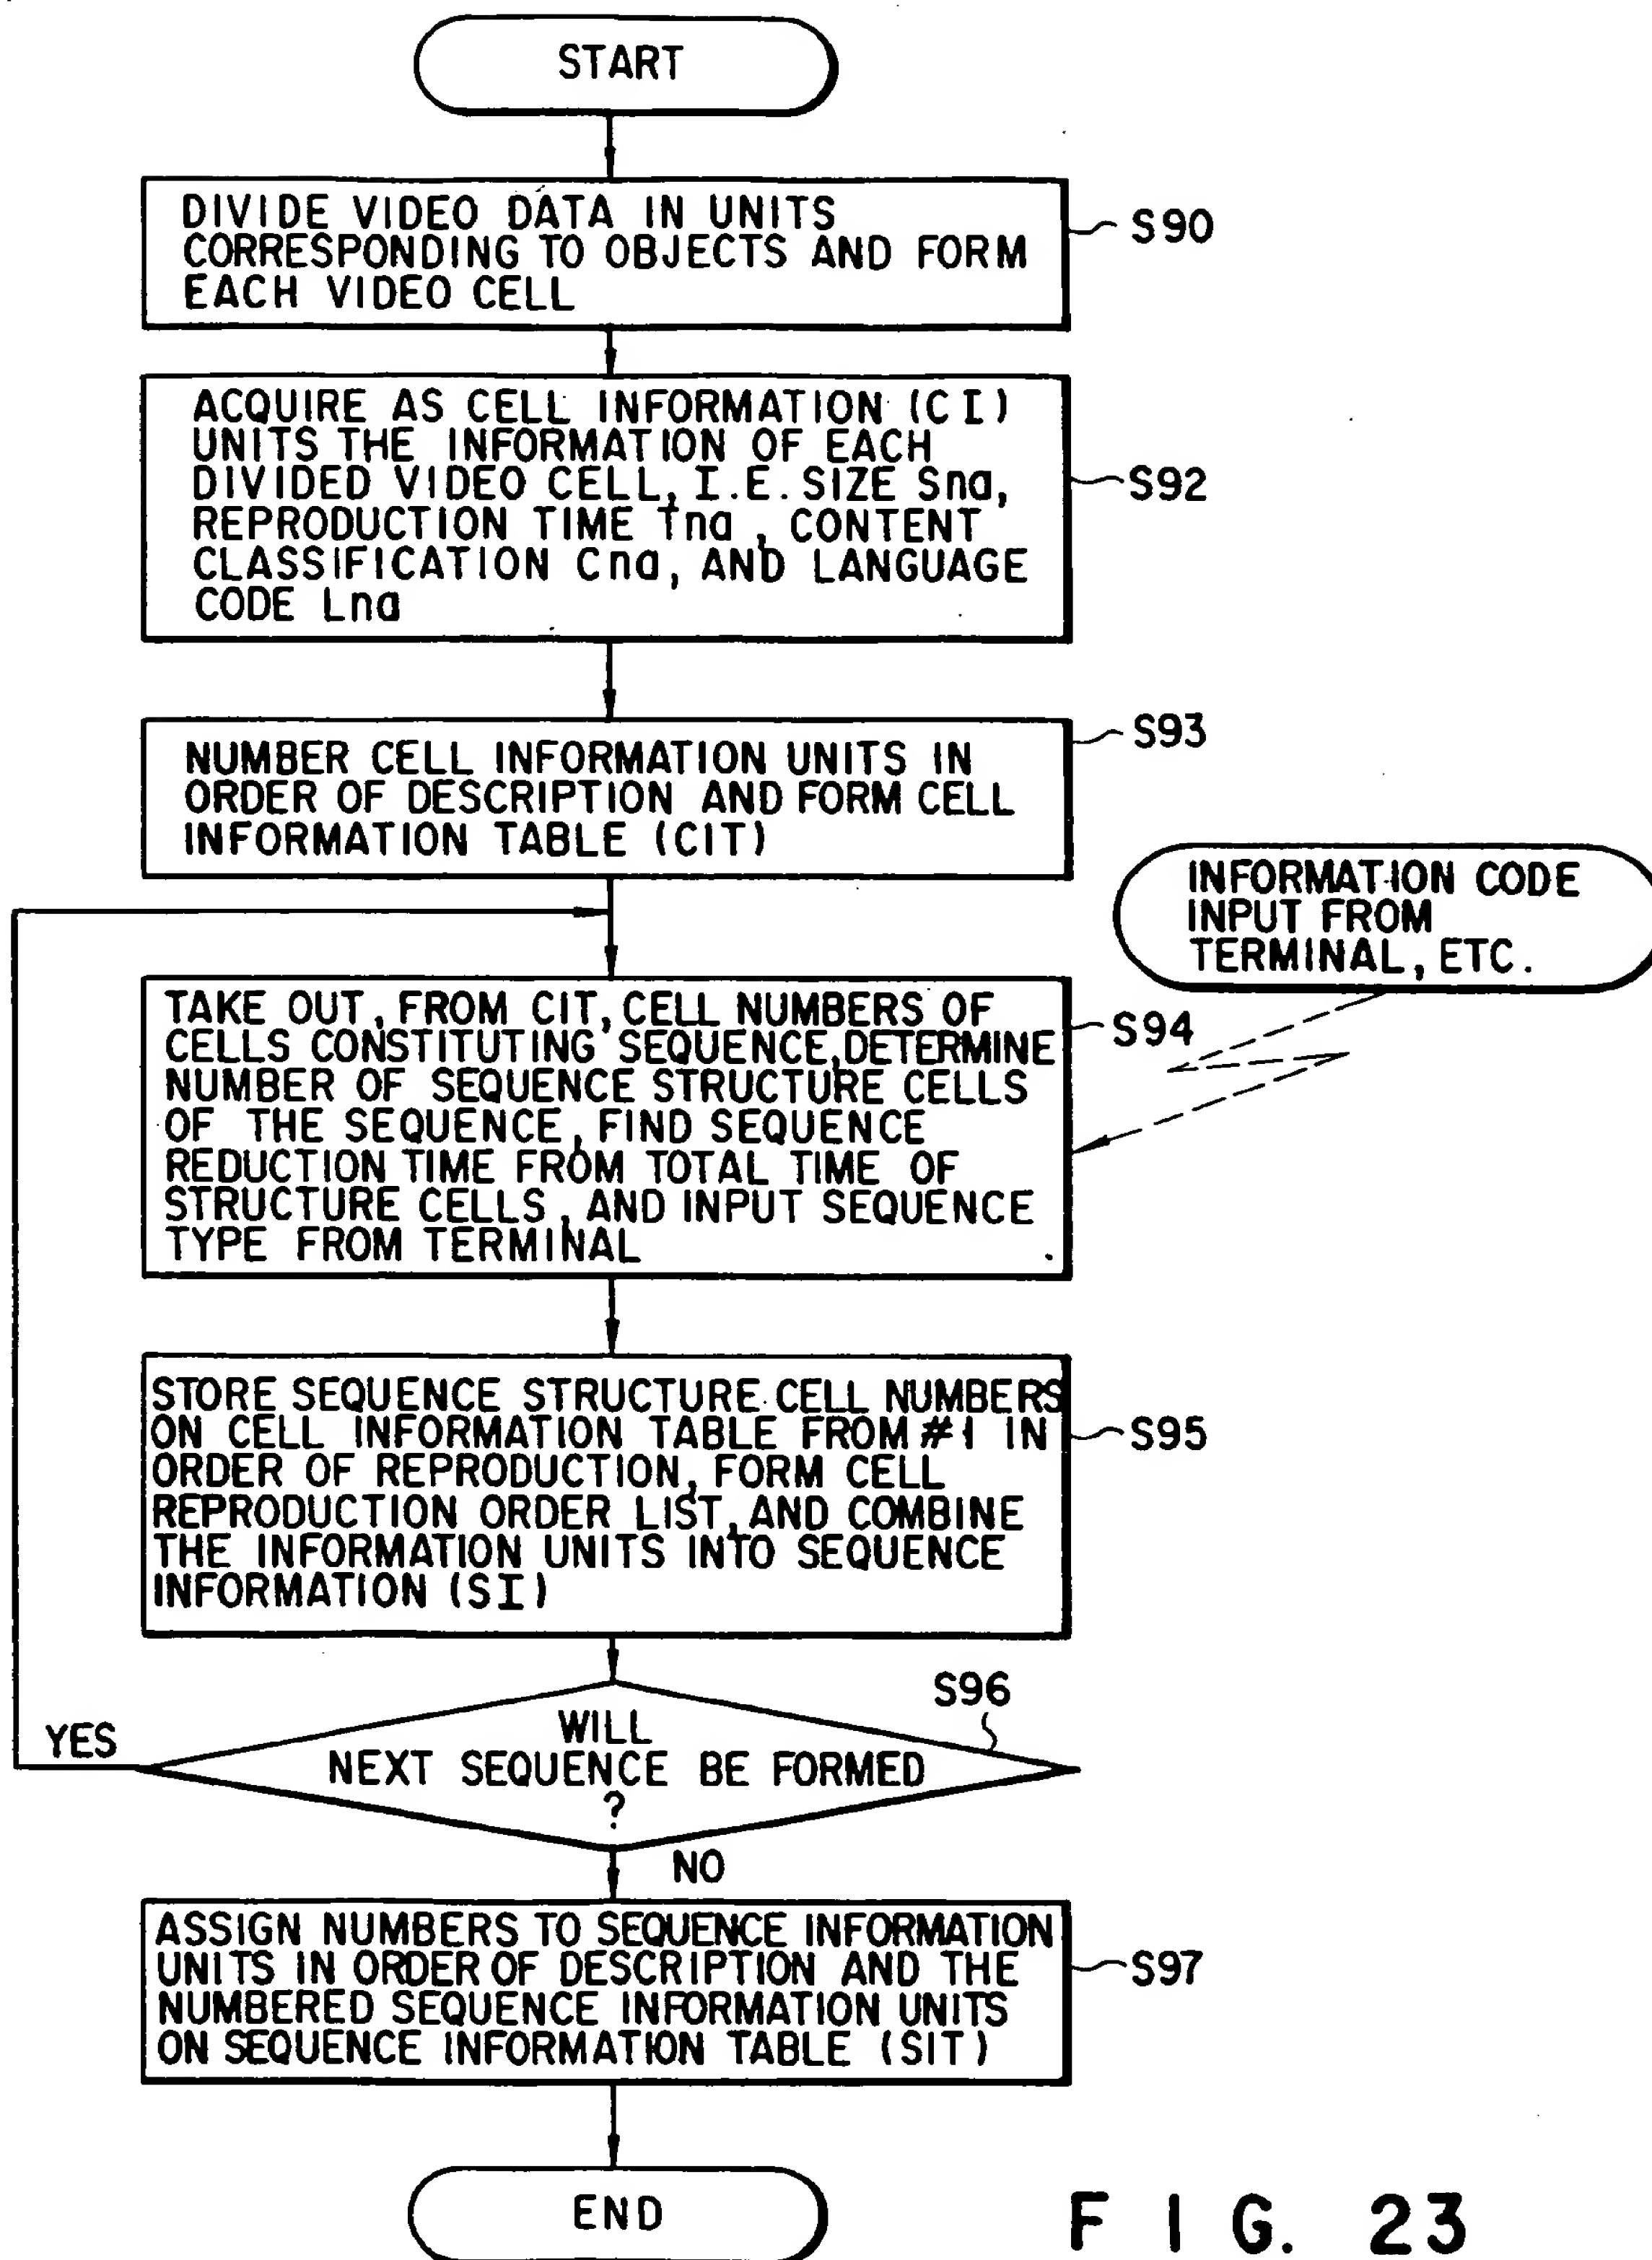 START
DIVIDE VIDEO DATA IN UNITS
CORRESPONDING TO OBJECTS AND FORM
EACH VIDEO CELL
S90
ACQUIRE AS CELL INFORMATION (CI)
UNITS THE INFORMATION OF EACH
DIVIDED VIDEO CELL, I.E. SIZE Sna,
REPRODUCTION TIME tna, CONTENT
CLASSIFICATION Cna, AND LANGUAGE
CODE Lna
S92
NUMBER CELL INFORMATION UNITS IN
ORDER OF DESCRIPTION AND FORM CELL
INFORMATION TABLE (CIT)
S93
INFORMATION CODE
INPUT FROM
TERMINAL, ETC.
TAKE OUT, FROM CIT, CELL NUMBERS OF
CELLS CONSTITUTING SEQUENCE, DETERMINE
NUMBER OF SEQUENCE STRUCTURE CELLS
OF THE SEQUENCE, FIND SEQUENCE
REDUCTION TIME FROM TOTAL TIME OF
STRUCTURE CELLS, AND INPUT SEQUENCE
TYPE FROM TERMINAL
S94
STORE SEQUENCE STRUCTURE CELL NUMBERS
ON CELL INFORMATION TABLE FROM #1 IN
ORDER OF REPRODUCTION, FORM CELL
REPRODUCTION ORDER LIST, AND COMBINE
THE INFORMATION UNITS INTO SEQUENCE
INFORMATION (SI)
S95
S96
WILL
NEXT SEQUENCE BE FORMED
?
YES
NO
ASSIGN NUMBERS TO SEQUENCE INFORMATION
UNITS IN ORDER OF DESCRIPTION AND THE
NUMBERED SEQUENCE INFORMATION UNITS
ON SEQUENCE INFORMATION TABLE (SIT)
S97
END
FIG. 23